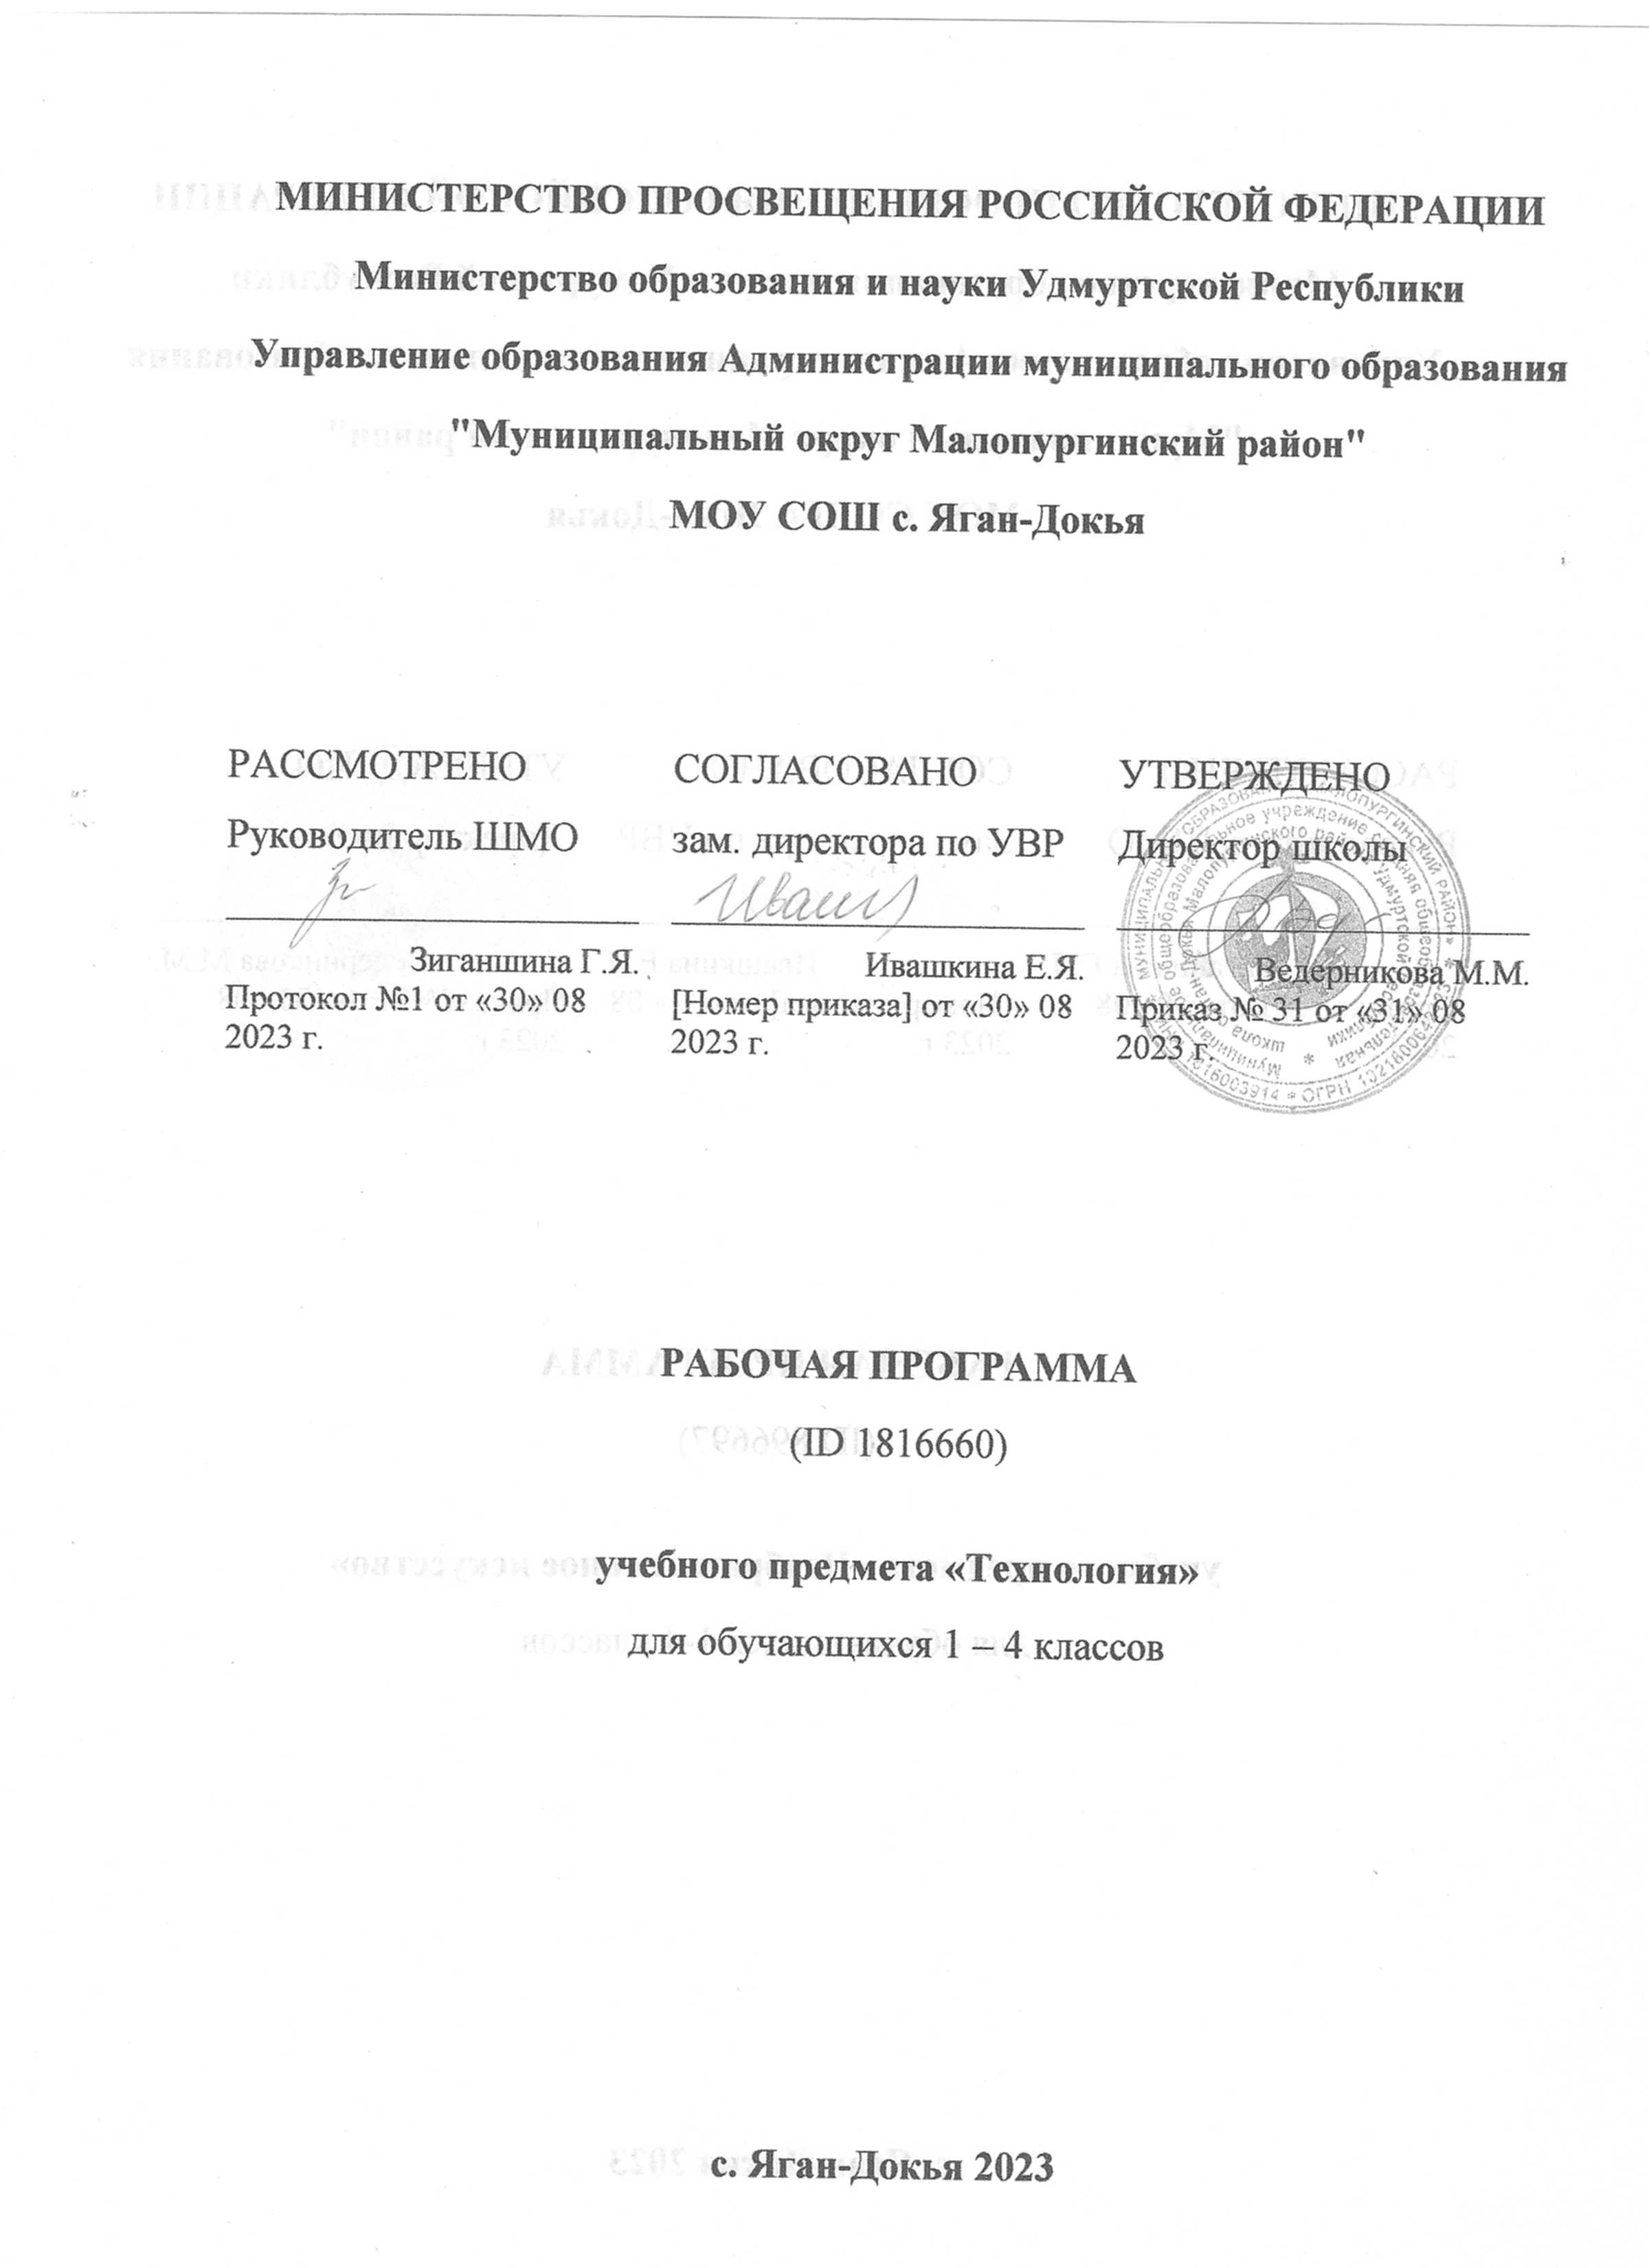 МИНИСТЕРСТВО ПРОСВЕЩЕНИЯ РОССИЙСКОЙ ФЕДЕРАЦИИ
Министерство образования и науки Удмуртской Республики
Управление образования Администрации муниципального образования
"Муниципальный округ Малопургинский район"
МОУ СОШ с. Яган-Докья
РАССМОТРЕНО
Руководитель ШМО
Зиганшина Г.Я.
Протокол №1 от «30» 08
2023 г.
СОГЛАСОВАНО
зам. директора по УВР
Ивашкина Е.Я.
[Номер приказа] от «30» 08
2023 г.
УТВЕРЖДЕНО
Директор школы
Ведерникова М.М.
Приказ № 31 от «31» 08
2023 г.
РАБОЧАЯ ПРОГРАММА
(ID 1816660)
учебного предмета «Технология»
для обучающихся 1 – 4 классов
с. Яган-Докья 2023